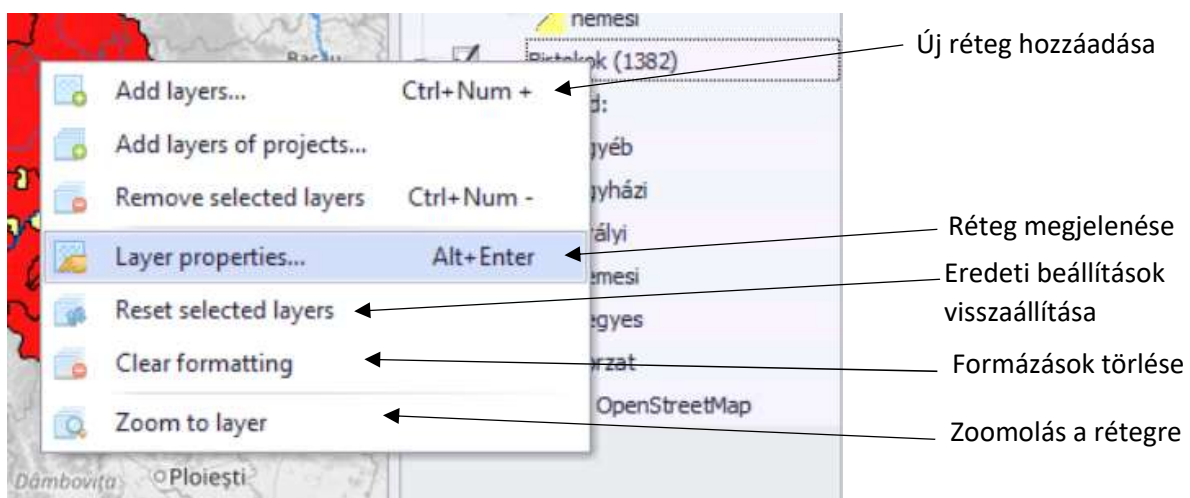 nemesi
Új réteg hozzáadása
(1382)
Add layers... Ctrl+Num +
Add layers of projects...
Remove selected layers Ctrl+Num -
Layer properties... Alt+Enter
Réteg megjelenése
Reset selected layers
Eredeti beállítások
visszaállítása
Clear formatting
Formázások törlése
OpenStreetMap
Zoom to layer
Zoomolás a rétegre
Dâmbovița
Ploiești